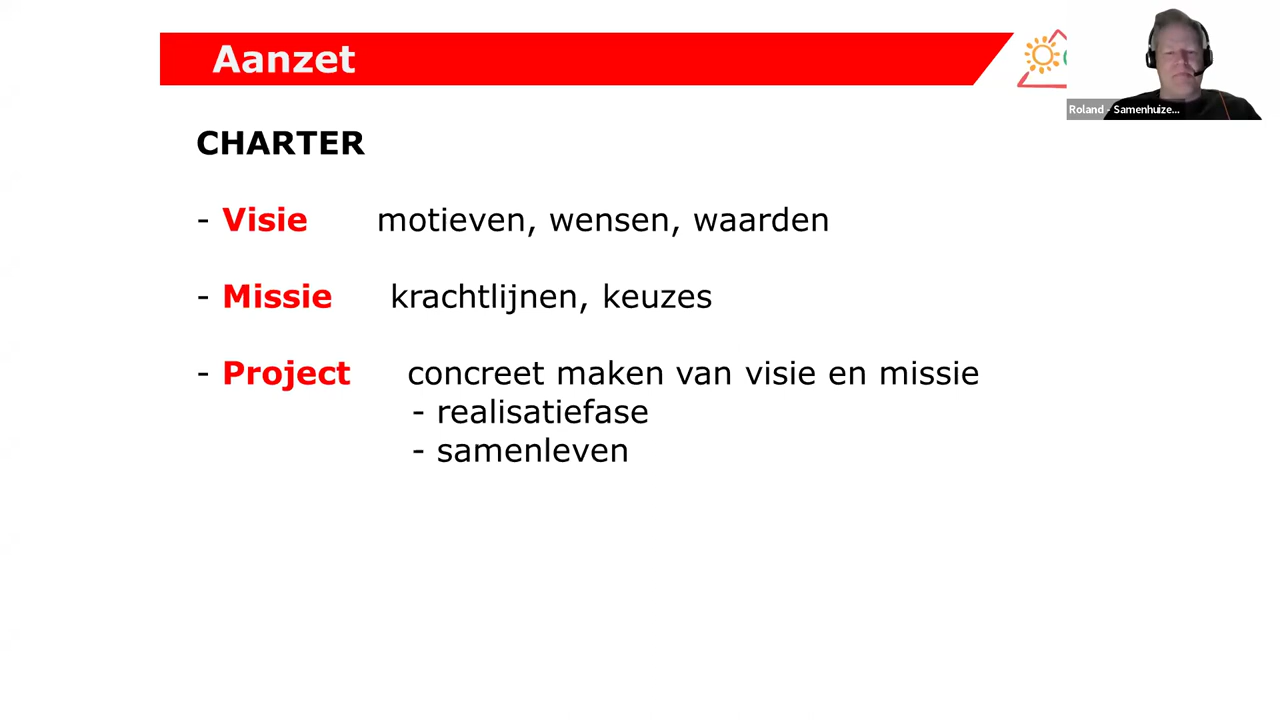 Aanzet
Roland - Samenhuize...
CHARTER
- Visie motieven, wensen, waarden
- Missie krachtlijnen, keuzes
- Project concreet maken van visie en missie
- realisatiefase
- samenleven